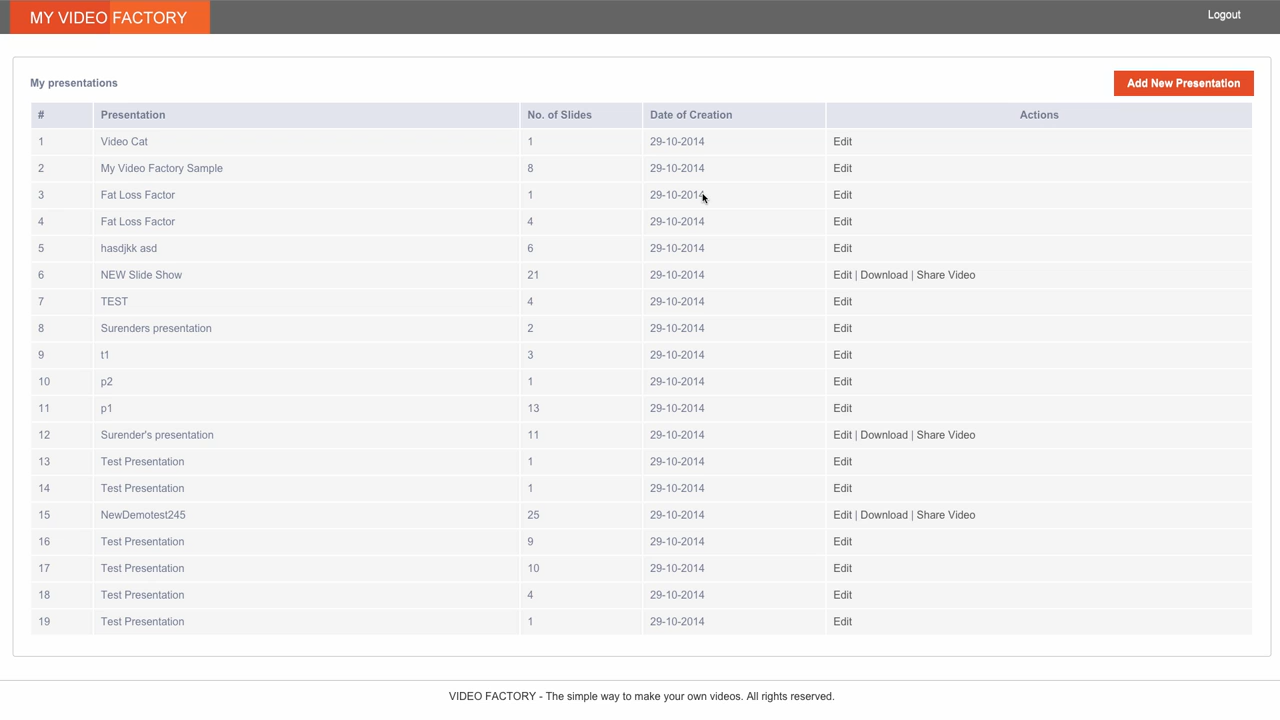 MY VIDEO FACTORY Logout
My presentations Add New Presentation
# Presentation No. of Slides Date of Creation Actions
1 Video Cat 1 29-10-2014 Edit
2 My Video Factory Sample 8 29-10-2014 Edit
3 Fat Loss Factor 1 29-10-2014 Edit
4 Fat Loss Factor 4 29-10-2014 Edit
5 hasdjkk asd 6 29-10-2014 Edit
6 NEW Slide Show 21 29-10-2014 Edit | Download | Share Video
7 TEST 4 29-10-2014 Edit
8 Surenders presentation 2 29-10-2014 Edit
9 t1 3 29-10-2014 Edit
10 p2 1 29-10-2014 Edit
11 p1 13 29-10-2014 Edit
12 Surender's presentation 11 29-10-2014 Edit | Download | Share Video
13 Test Presentation 1 29-10-2014 Edit
14 Test Presentation 1 29-10-2014 Edit
15 NewDemotest245 25 29-10-2014 Edit | Download | Share Video
16 Test Presentation 9 29-10-2014 Edit
17 Test Presentation 10 29-10-2014 Edit
18 Test Presentation 4 29-10-2014 Edit
19 Test Presentation 1 29-10-2014 Edit
VIDEO FACTORY - The simple way to make your own videos. All rights reserved.